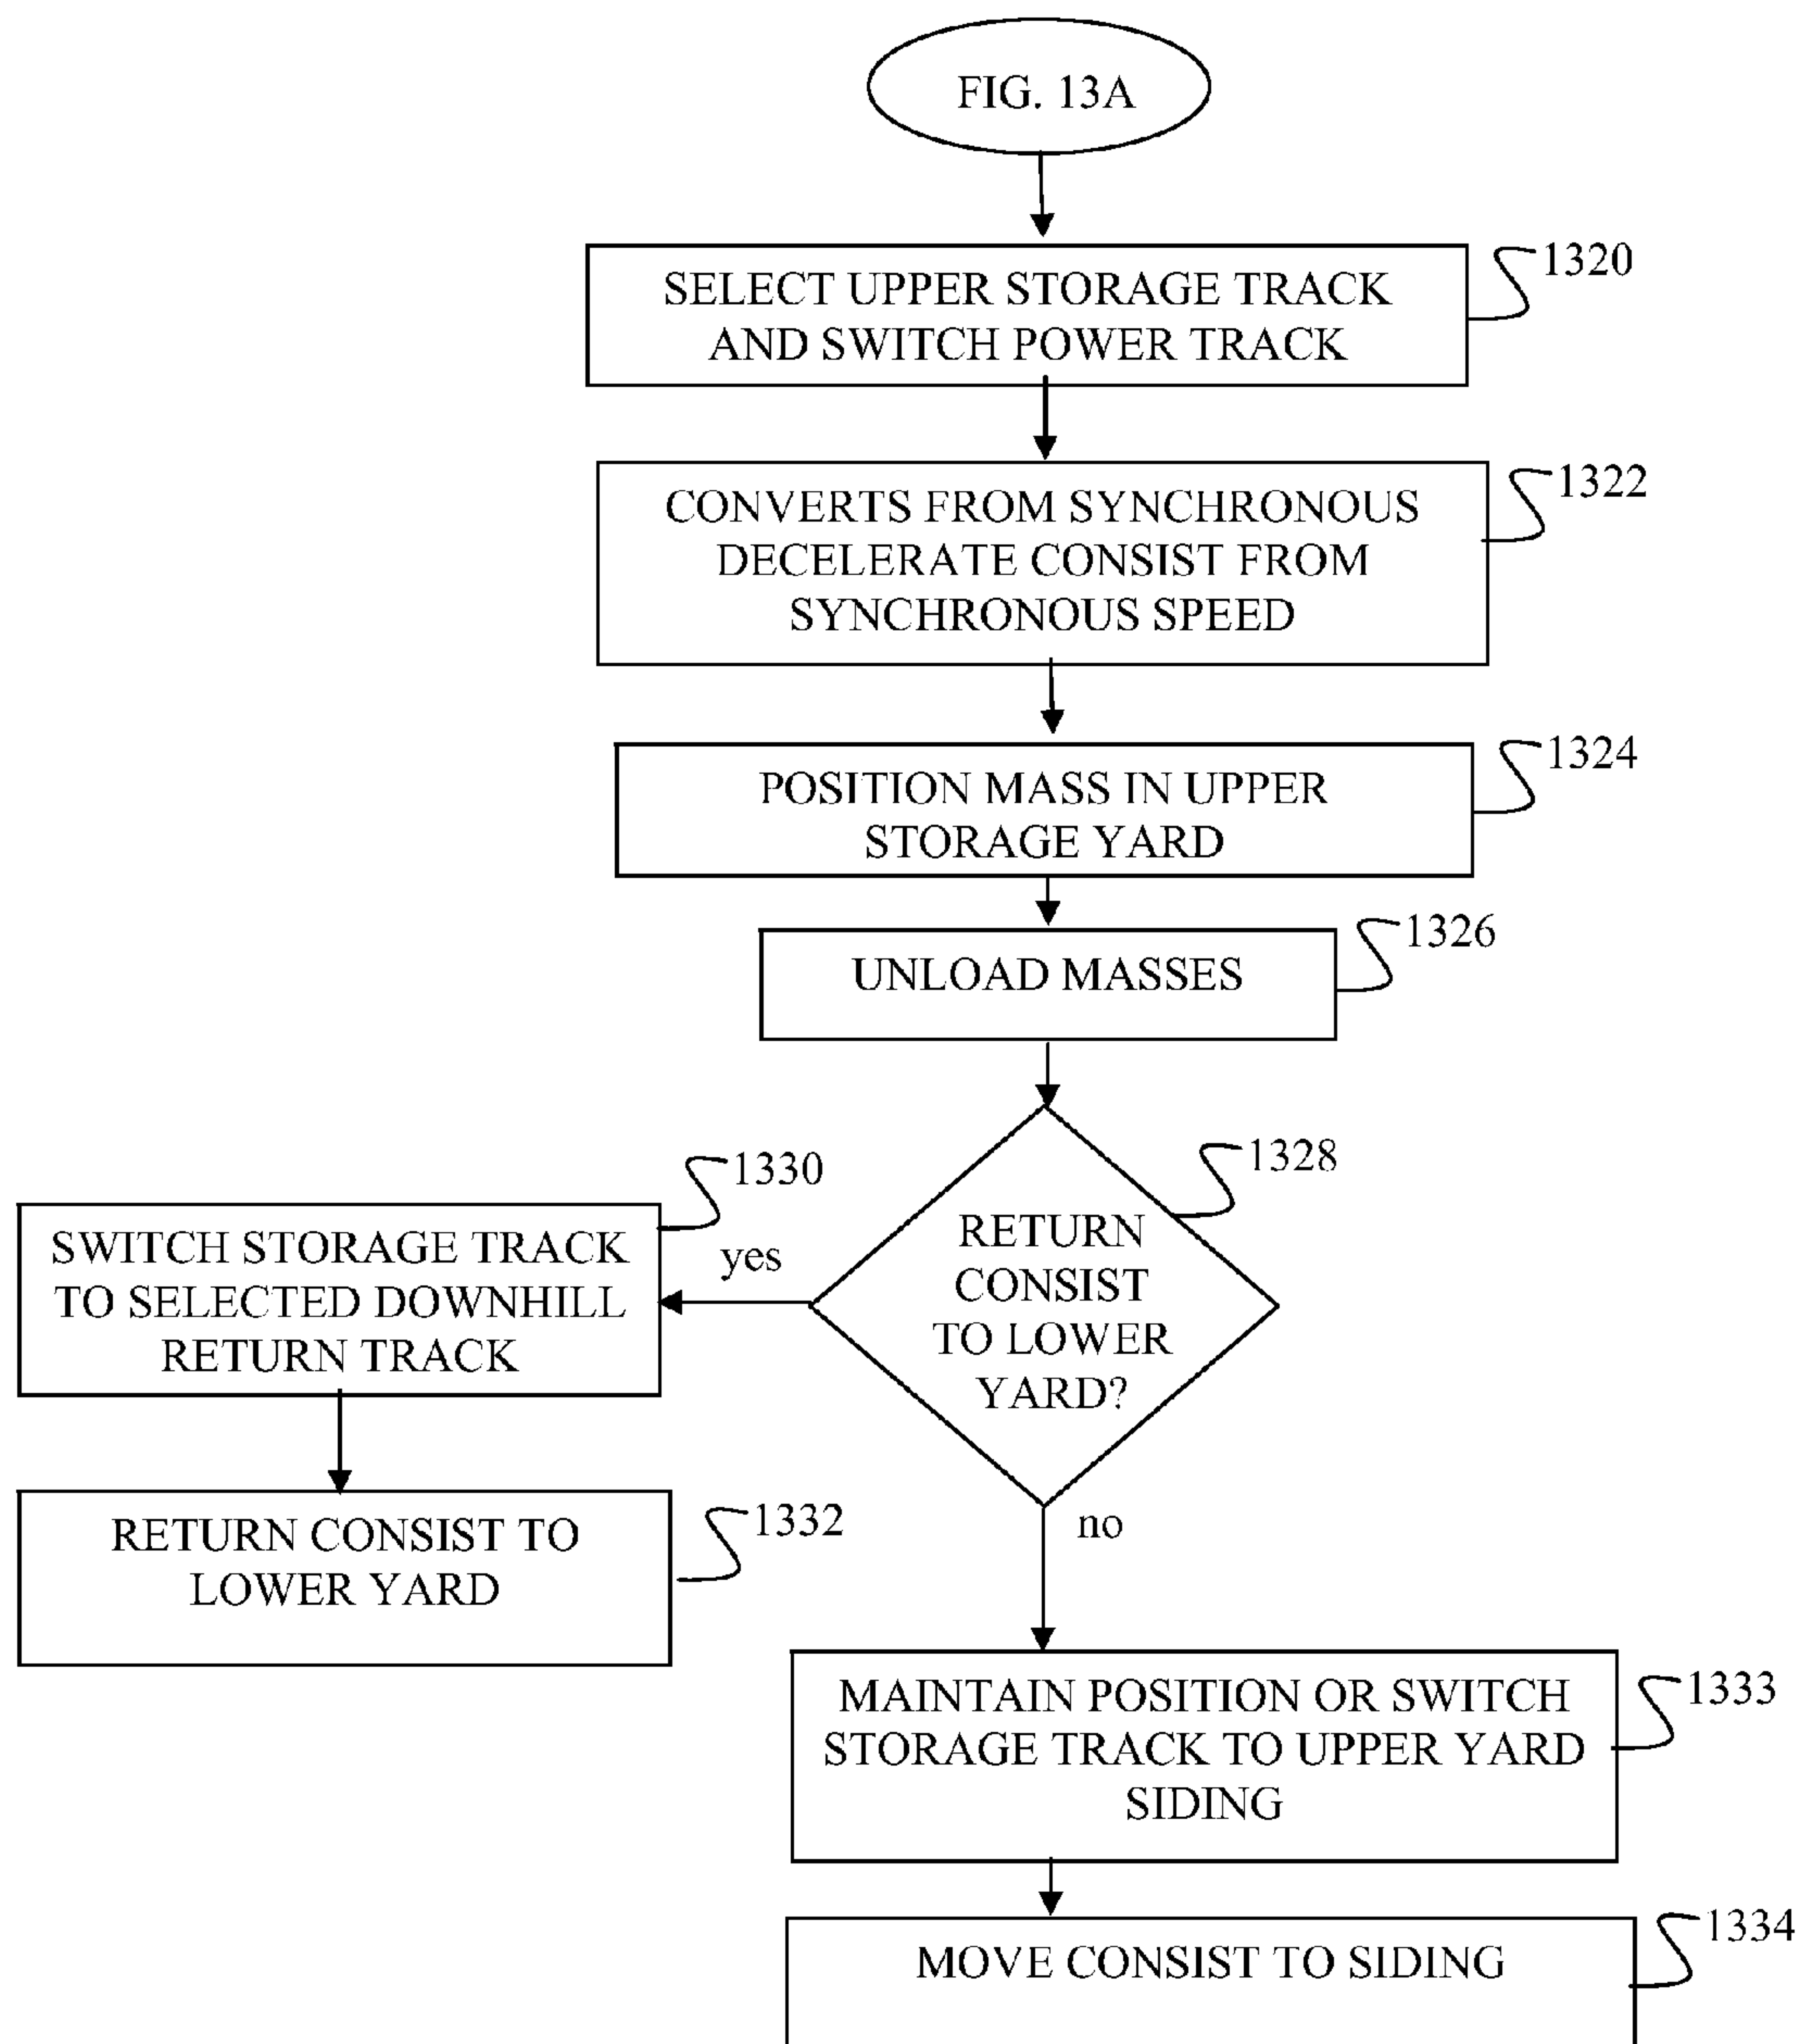 FIG. 13A
SELECT UPPER STORAGE TRACK
AND SWITCH POWER TRACK
1320
CONVERTS FROM SYNCHRONOUS
DECELERATE CONSIST FROM
SYNCHRONOUS SPEED
1322
POSITION MASS IN UPPER
STORAGE YARD
1324
UNLOAD MASSES
1326
RETURN
CONSIST
TO LOWER
YARD?
1328
yes
1330
SWITCH STORAGE TRACK
TO SELECTED DOWNHILL
RETURN TRACK
RETURN CONSIST TO
LOWER YARD
1332
no
MAINTAIN POSITION OR SWITCH
STORAGE TRACK TO UPPER YARD
SIDING
1333
MOVE CONSIST TO SIDING
1334